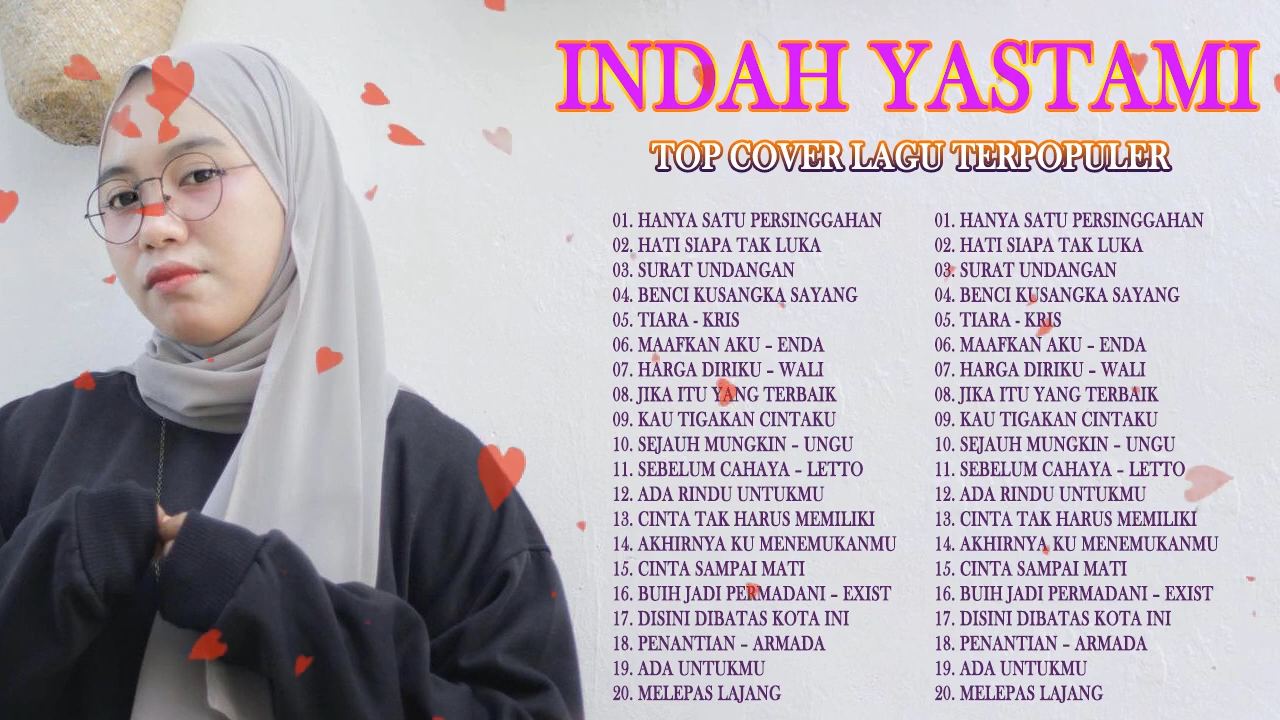 INDAH YASTAMI
TOP COVER LAGU TERPOPULER
01. HANYA SATU PERSINGGAHAN
02. HATI SIAPA TAK LUKA
03. SURAT UNDANGAN
04. BENCI KUSANGKA SAYANG
05. TIARA - KRIS
06. MAAFKAN AKU – ENDA
07. HARGA DIRIKU – WALI
08. JIKA ITU YANG TERBAIK
09. KAU TIGAKAN CINTAKU
10. SEJAUH MUNGKIN – UNGU
11. SEBELUM CAHAYA – LETTO
12. ADA RINDU UNTUKMU
13. CINTA TAK HARUS MEMILIKI
14. AKHIRNYA KU MENEMUKANMU
15. CINTA SAMPAI MATI
16. BUIH JADI PERMADANI – EXIST
17. DISINI DIBATAS KOTA INI
18. PENANTIAN – ARMADA
19. ADA UNTUKMU
20. MELEPAS LAJANG
01. HANYA SATU PERSINGGAHAN
02. HATI SIAPA TAK LUKA
03. SURAT UNDANGAN
04. BENCI KUSANGKA SAYANG
05. TIARA - KRIS
06. MAAFKAN AKU – ENDA
07. HARGA DIRIKU – WALI
08. JIKA ITU YANG TERBAIK
09. KAU TIGAKAN CINTAKU
10. SEJAUH MUNGKIN – UNGU
11. SEBELUM CAHAYA – LETTO
12. ADA RINDU UNTUKMU
13. CINTA TAK HARUS MEMILIKI
14. AKHIRNYA KU MENEMUKANMU
15. CINTA SAMPAI MATI
16. BUIH JADI PERMADANI – EXIST
17. DISINI DIBATAS KOTA INI
18. PENANTIAN – ARMADA
19. ADA UNTUKMU
20. MELEPAS LAJANG